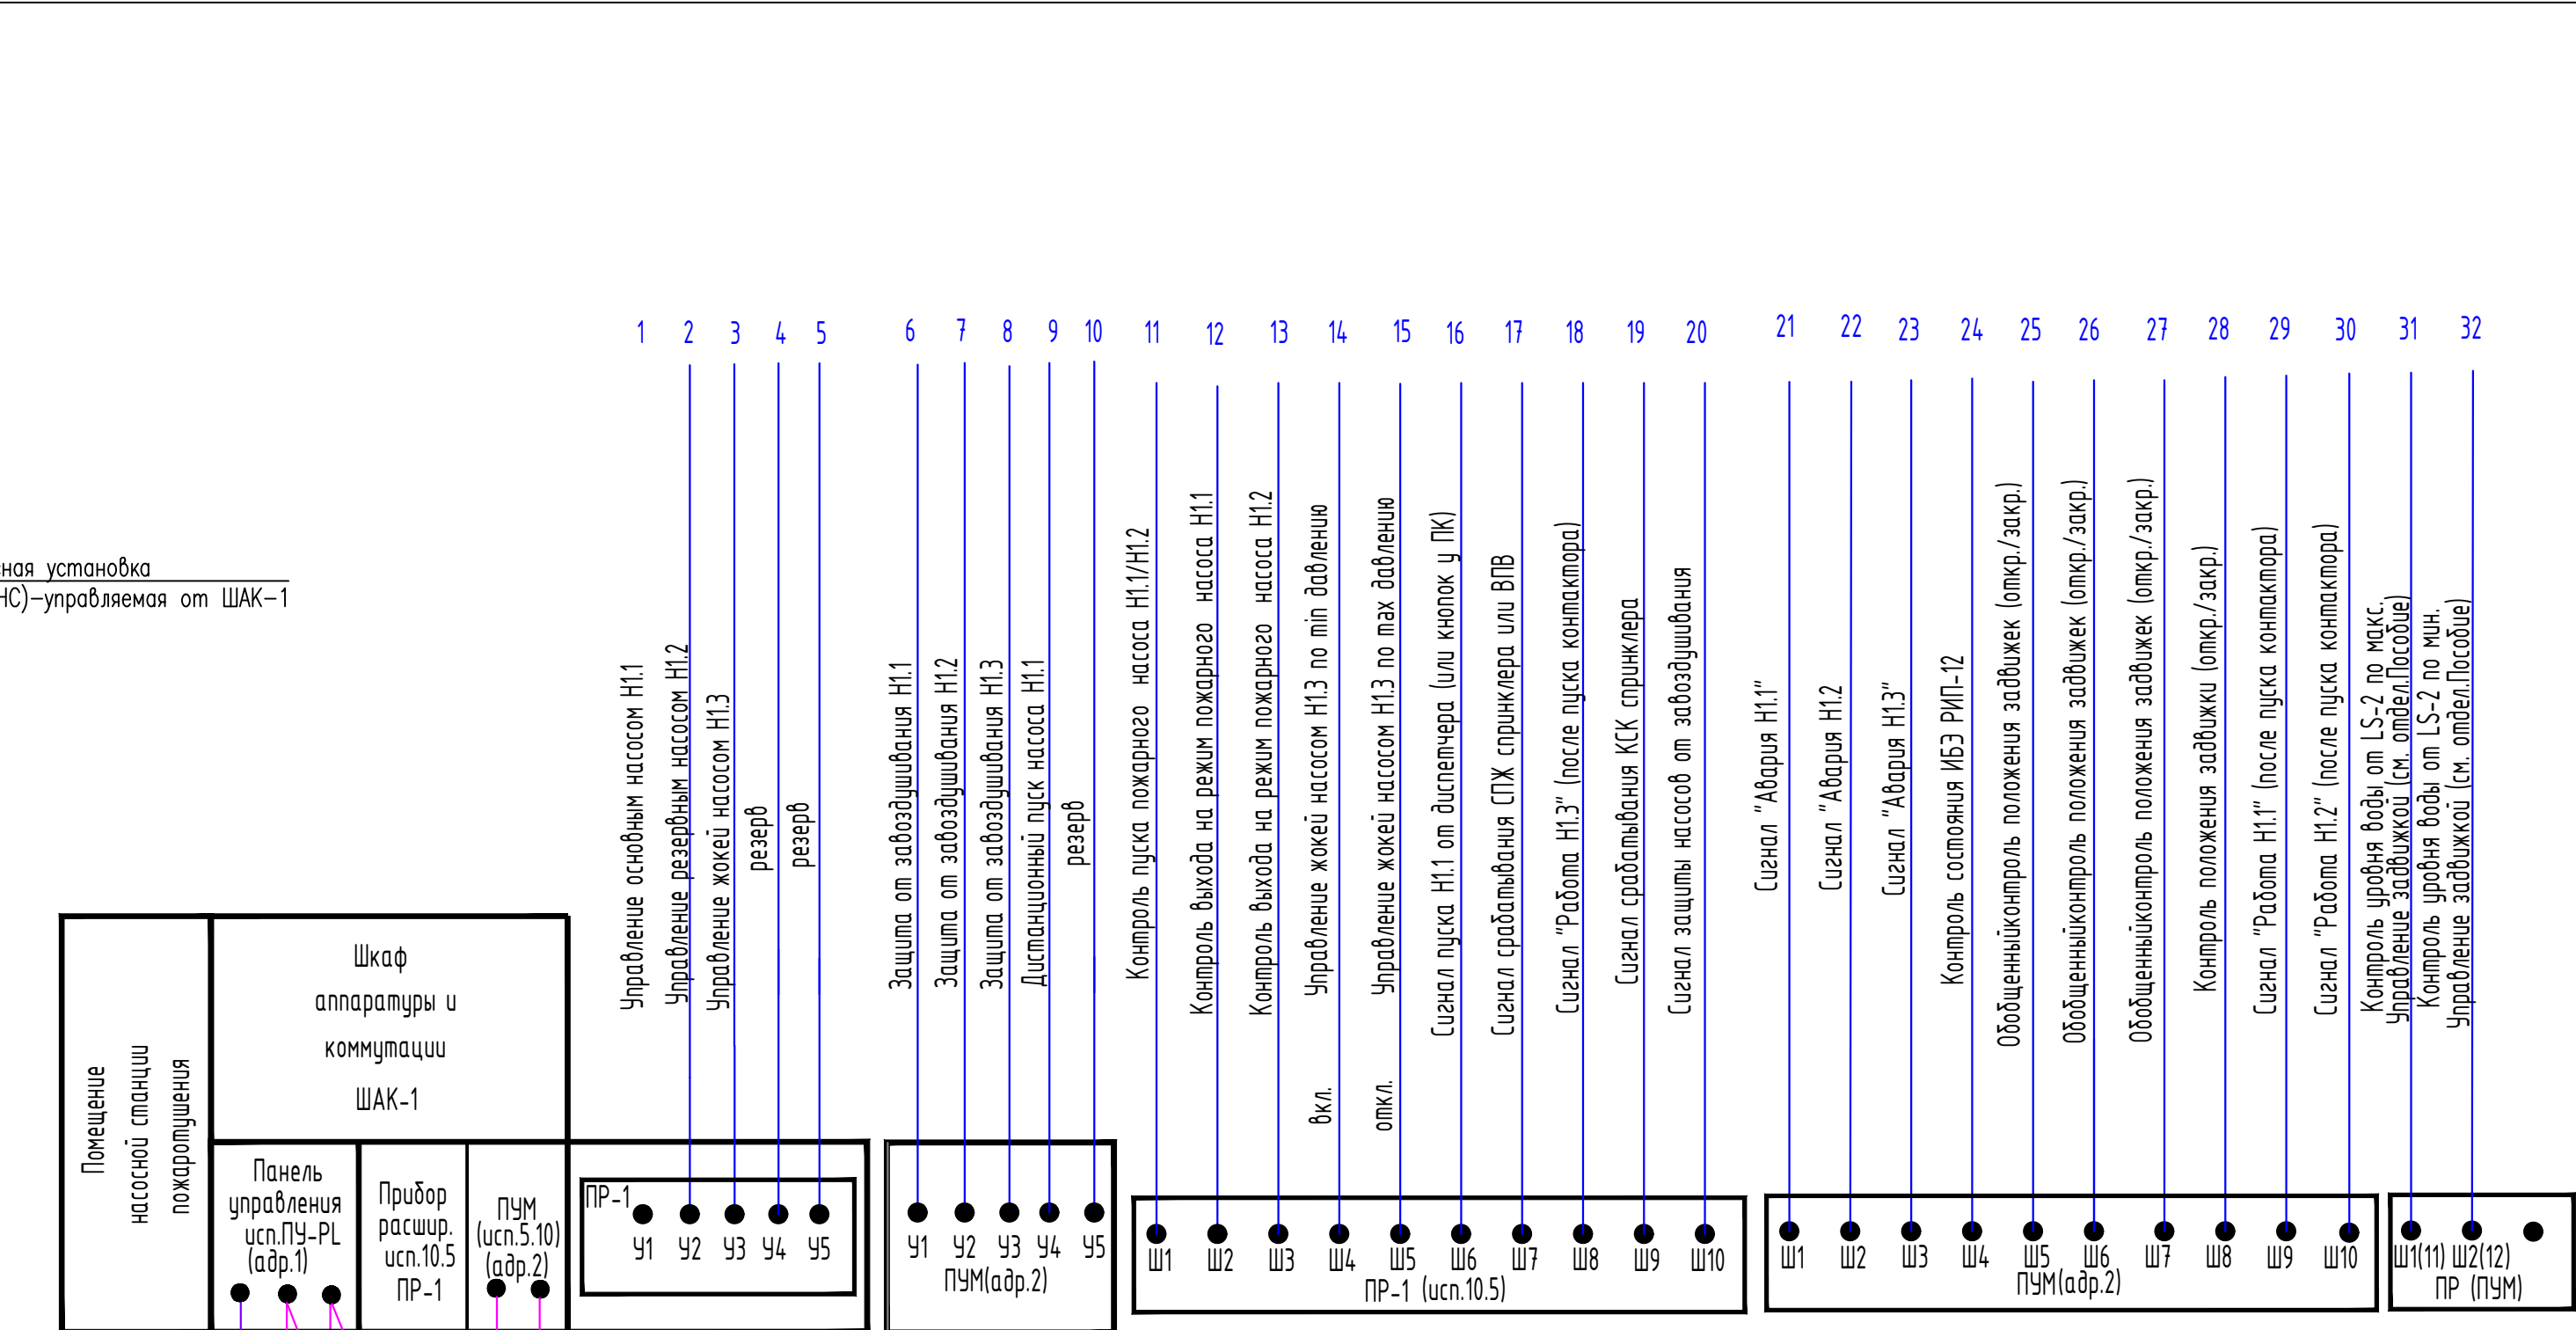 1 2 3 4 5 6 7 8 9 10 11 12 13 14 15 16 17 18 19 20 21 22 23 24 25 26 27 28 29 30 31 32
ная установка
НС)-управляемая от ШАК-1
Управление основным насосом Н1.1
Управление резервным насосом Н1.2
Управление жокей насосом Н1.3
резерв
резерв
Защита от завоздушивания Н1.1
Защита от завоздушивания Н1.2
Защита от завоздушивания Н1.3
Дистанционный пуск насоса Н1.1
резерв
Контроль пуска пожарного насоса Н1.1/Н1.2
Контроль выхода на режим пожарного насоса Н1.1
Контроль выхода на режим пожарного насоса Н1.2
Управление жокей насосом Н1.3 по min давлению
вкл.
Управление жокей насосом Н1.3 по max давлению
откл.
Сигнал пуска Н1.1 от диспетчера (или кнопок у ПК)
Сигнал срабатывания СПЖ спринклера или ВПВ
Сигнал "Работа Н1.3" (после пуска контактора)
Сигнал срабатывания КСК спринклера
Сигнал защиты насосов от завоздушивания
Сигнал "Авария Н1.1"
Сигнал "Авария Н1.2
Сигнал "Авария Н1.3"
Контроль состояния ИБЭ РИП-12
Обобщенныйконтроль положения задвижек (откр./закр.)
Обобщенныйконтроль положения задвижек (откр./закр.)
Обобщенныйконтроль положения задвижек (откр./закр.)
Контроль положения задвижки (откр./закр.)
Сигнал "Работа Н1.1" (после пуска контактора)
Сигнал "Работа Н1.2" (после пуска контактора)
Контроль уровня воды от LS-2 по макс.
Управление задвижкой (см. отдел.Пособие)
Контроль уровня воды от LS-2 по мин.
Управление задвижкой (см. отдел.Пособие)
Помещение
насосной станции
пожаротушения
Шкаф
аппаратуры и
коммутации
ШАК-1
Панель
управления
исп.ПУ-PL
(адр.1)
Прибор
расшир.
исп.10.5
ПР-1
ПУМ
(исп.5.10)
(адр.2)
ПР-1
У1 У2 У3 У4 У5
У1 У2 У3 У4 У5
ПУМ(адр.2)
Ш1 Ш2 Ш3 Ш4 Ш5 Ш6 Ш7 Ш8 Ш9 Ш10
ПР-1 (исп.10.5)
Ш1 Ш2 Ш3 Ш4 Ш5 Ш6 Ш7 Ш8 Ш9 Ш10
ПУМ(адр.2)
Ш1(11) Ш2(12)
ПР (ПУМ)